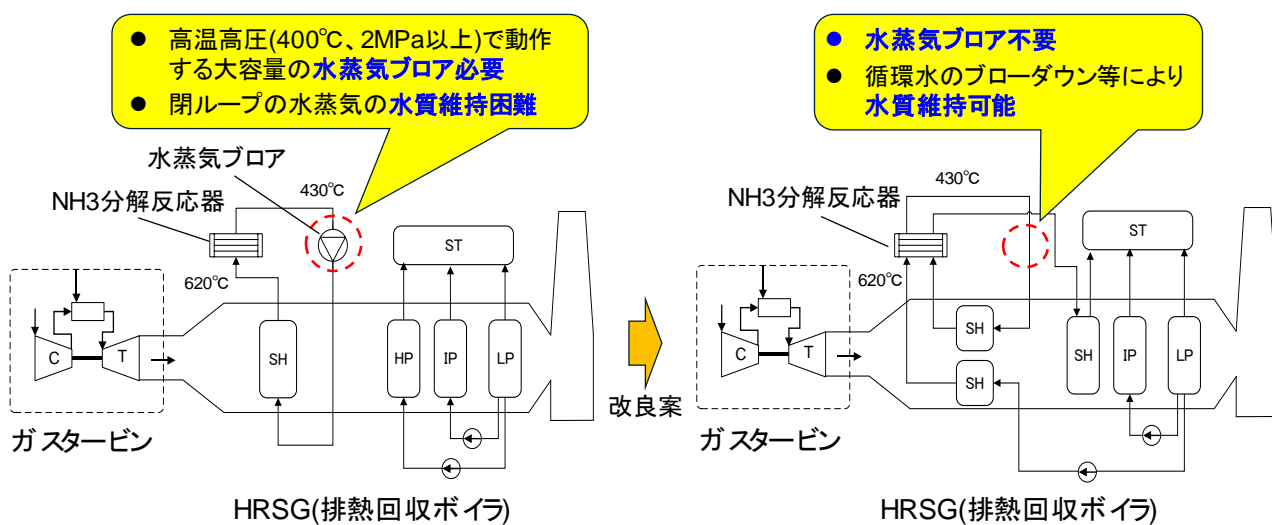 ● 高温高圧(400℃、2MPa以上)で動作
する大容量の水蒸気ブロア必要
● 閉ループの水蒸気の水質維持困難
水蒸気ブロア
430℃
NH3分解反応器
620℃
ST
C
T
SH
HP
IP
LP
ガスタービン
HRSG(排熱回収ボイラ)
改良案
● 水蒸気ブロア不要
● 循環水のブローダウン等により
水質維持可能
430℃
NH3分解反応器
620℃
ST
C
T
SH
SH
SH
IP
LP
ガスタービン
HRSG(排熱回収ボイラ)